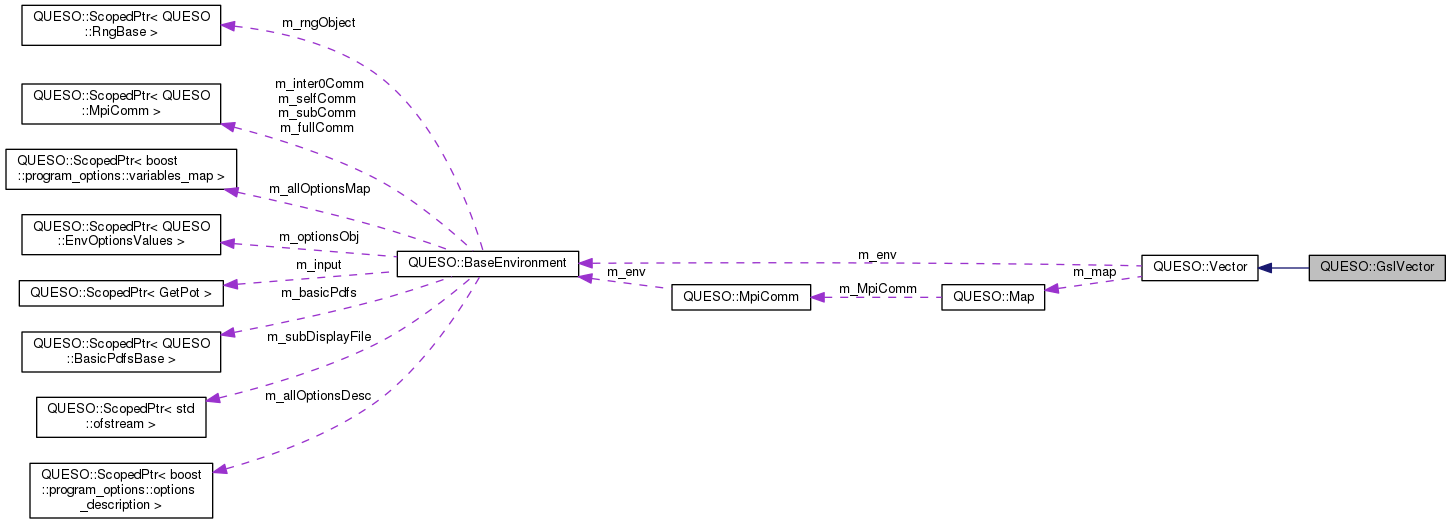 QUESO::ScopedPtr< QUESO
::RngBase >
m_rngObject
QUESO::ScopedPtr< QUESO
::MpiComm >
m_inter0Comm
m_selfComm
m_subComm
m_fullComm
QUESO::ScopedPtr< boost
::program_options::variables_map >
m_allOptionsMap
QUESO::ScopedPtr< QUESO
::EnvOptionsValues >
m_optionsObj
QUESO::ScopedPtr< GetPot >
m_input
QUESO::ScopedPtr< QUESO
::BasicPdfsBase >
m_basicPdfs
QUESO::ScopedPtr< std
::ofstream >
m_subDisplayFile
QUESO::ScopedPtr< boost
::program_options::options
_description >
m_allOptionsDesc
QUESO::BaseEnvironment
m_env
m_env
QUESO::MpiComm
m_MpiComm
QUESO::Map
m_map
QUESO::Vector
QUESO::GslVector